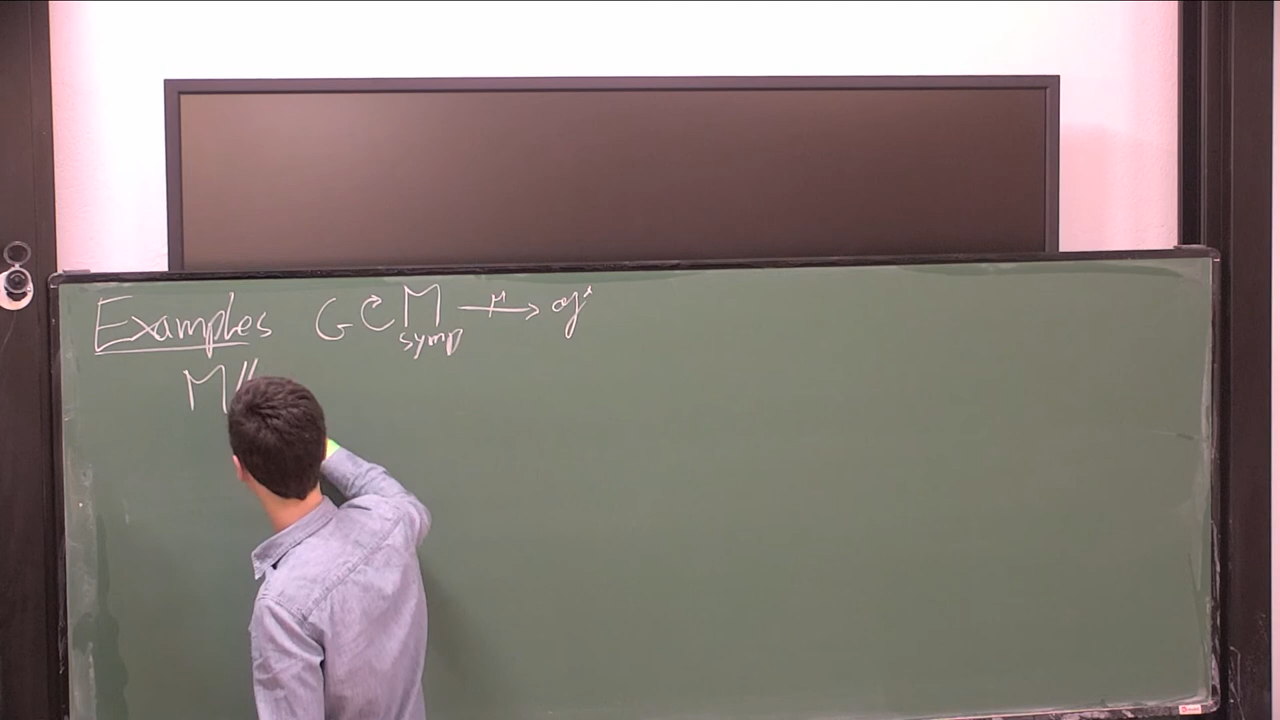 Examples G ↻ M —μ→ 𝔤*
symp
M//